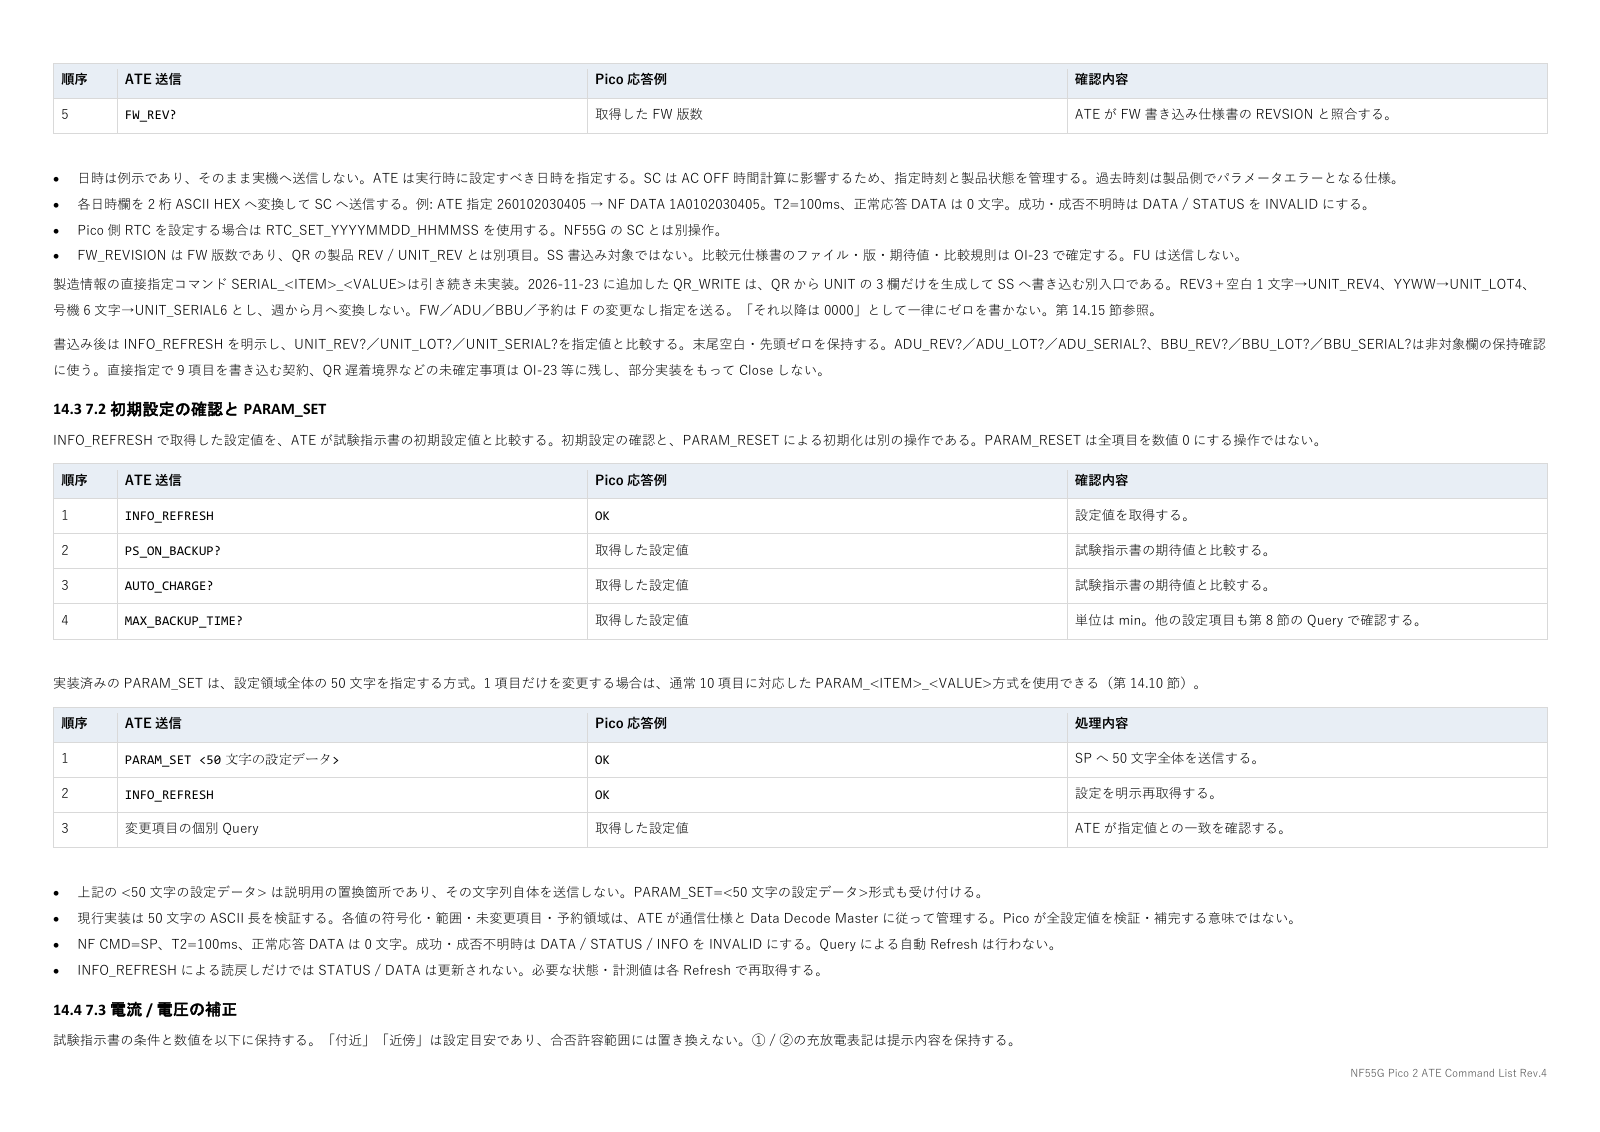 順序 ATE 送信 Pico 応答例 確認内容
5 FW_REV? 取得した FW 版数 ATE が FW 書き込み仕様書の REVSION と照合する。
• 日時は例示であり、そのまま実機へ送信しない。ATE は実行時に設定すべき日時を指定する。SC は AC OFF 時間計算に影響するため、指定時刻と製品状態を管理する。過去時刻は製品側でパラメータエラーとなる仕様。
• 各日時欄を 2 桁 ASCII HEX へ変換して SC へ送信する。例: ATE 指定 260102030405 → NF DATA 1A0102030405。T2=100ms、正常応答 DATA は 0 文字。成功・成否不明時は DATA / STATUS を INVALID にする。
• Pico 側 RTC を設定する場合は RTC_SET_YYYYMMDD_HHMMSS を使用する。NF55G の SC とは別操作。
• FW_REVISION は FW 版数であり、QR の製品 REV / UNIT_REV とは別項目。SS 書込み対象ではない。比較元仕様書のファイル・版・期待値・比較規則は OI-23 で確定する。FU は送信しない。
製造情報の直接指定コマンド SERIAL_<ITEM>_<VALUE>は引き続き未実装。2026-11-23 に追加した QR_WRITE は、QR から UNIT の 3 欄だけを生成して SS へ書き込む別入口である。REV3＋空白 1 文字→UNIT_REV4、YYWW→UNIT_LOT4、
号機 6 文字→UNIT_SERIAL6 とし、週から月へ変換しない。FW／ADU／BBU／予約は F の変更なし指定を送る。「それ以降は 0000」として一律にゼロを書かない。第 14.15 節参照。
書込み後は INFO_REFRESH を明示し、UNIT_REV?／UNIT_LOT?／UNIT_SERIAL?を指定値と比較する。末尾空白・先頭ゼロを保持する。ADU_REV?／ADU_LOT?／ADU_SERIAL?、BBU_REV?／BBU_LOT?／BBU_SERIAL?は非対象欄の保持確認
に使う。直接指定で 9 項目を書き込む契約、QR 遅着境界などの未確定事項は OI-23 等に残し、部分実装をもって Close しない。
14.3 7.2 初期設定の確認と PARAM_SET
INFO_REFRESH で取得した設定値を、ATE が試験指示書の初期設定値と比較する。初期設定の確認と、PARAM_RESET による初期化は別の操作である。PARAM_RESET は全項目を数値 0 にする操作ではない。
順序 ATE 送信 Pico 応答例 確認内容
1 INFO_REFRESH OK 設定値を取得する。
2 PS_ON_BACKUP? 取得した設定値 試験指示書の期待値と比較する。
3 AUTO_CHARGE? 取得した設定値 試験指示書の期待値と比較する。
4 MAX_BACKUP_TIME? 取得した設定値 単位は min。他の設定項目も第 8 節の Query で確認する。
実装済みの PARAM_SET は、設定領域全体の 50 文字を指定する方式。1 項目だけを変更する場合は、通常 10 項目に対応した PARAM_<ITEM>_<VALUE>方式を使用できる（第 14.10 節）。
順序 ATE 送信 Pico 応答例 処理内容
1 PARAM_SET <50 文字の設定データ> OK SP へ 50 文字全体を送信する。
2 INFO_REFRESH OK 設定を明示再取得する。
3 変更項目の個別 Query 取得した設定値 ATE が指定値との一致を確認する。
• 上記の <50 文字の設定データ> は説明用の置換箇所であり、その文字列自体を送信しない。PARAM_SET=<50 文字の設定データ>形式も受け付ける。
• 現行実装は 50 文字の ASCII 長を検証する。各値の符号化・範囲・未変更項目・予約領域は、ATE が通信仕様と Data Decode Master に従って管理する。Pico が全設定値を検証・補完する意味ではない。
• NF CMD=SP、T2=100ms、正常応答 DATA は 0 文字。成功・成否不明時は DATA / STATUS / INFO を INVALID にする。Query による自動 Refresh は行わない。
• INFO_REFRESH による読戻しだけでは STATUS / DATA は更新されない。必要な状態・計測値は各 Refresh で再取得する。
14.4 7.3 電流 / 電圧の補正
試験指示書の条件と数値を以下に保持する。「付近」「近傍」は設定目安であり、合否許容範囲には置き換えない。① / ②の充放電表記は提示内容を保持する。
NF55G Pico 2 ATE Command List Rev.4